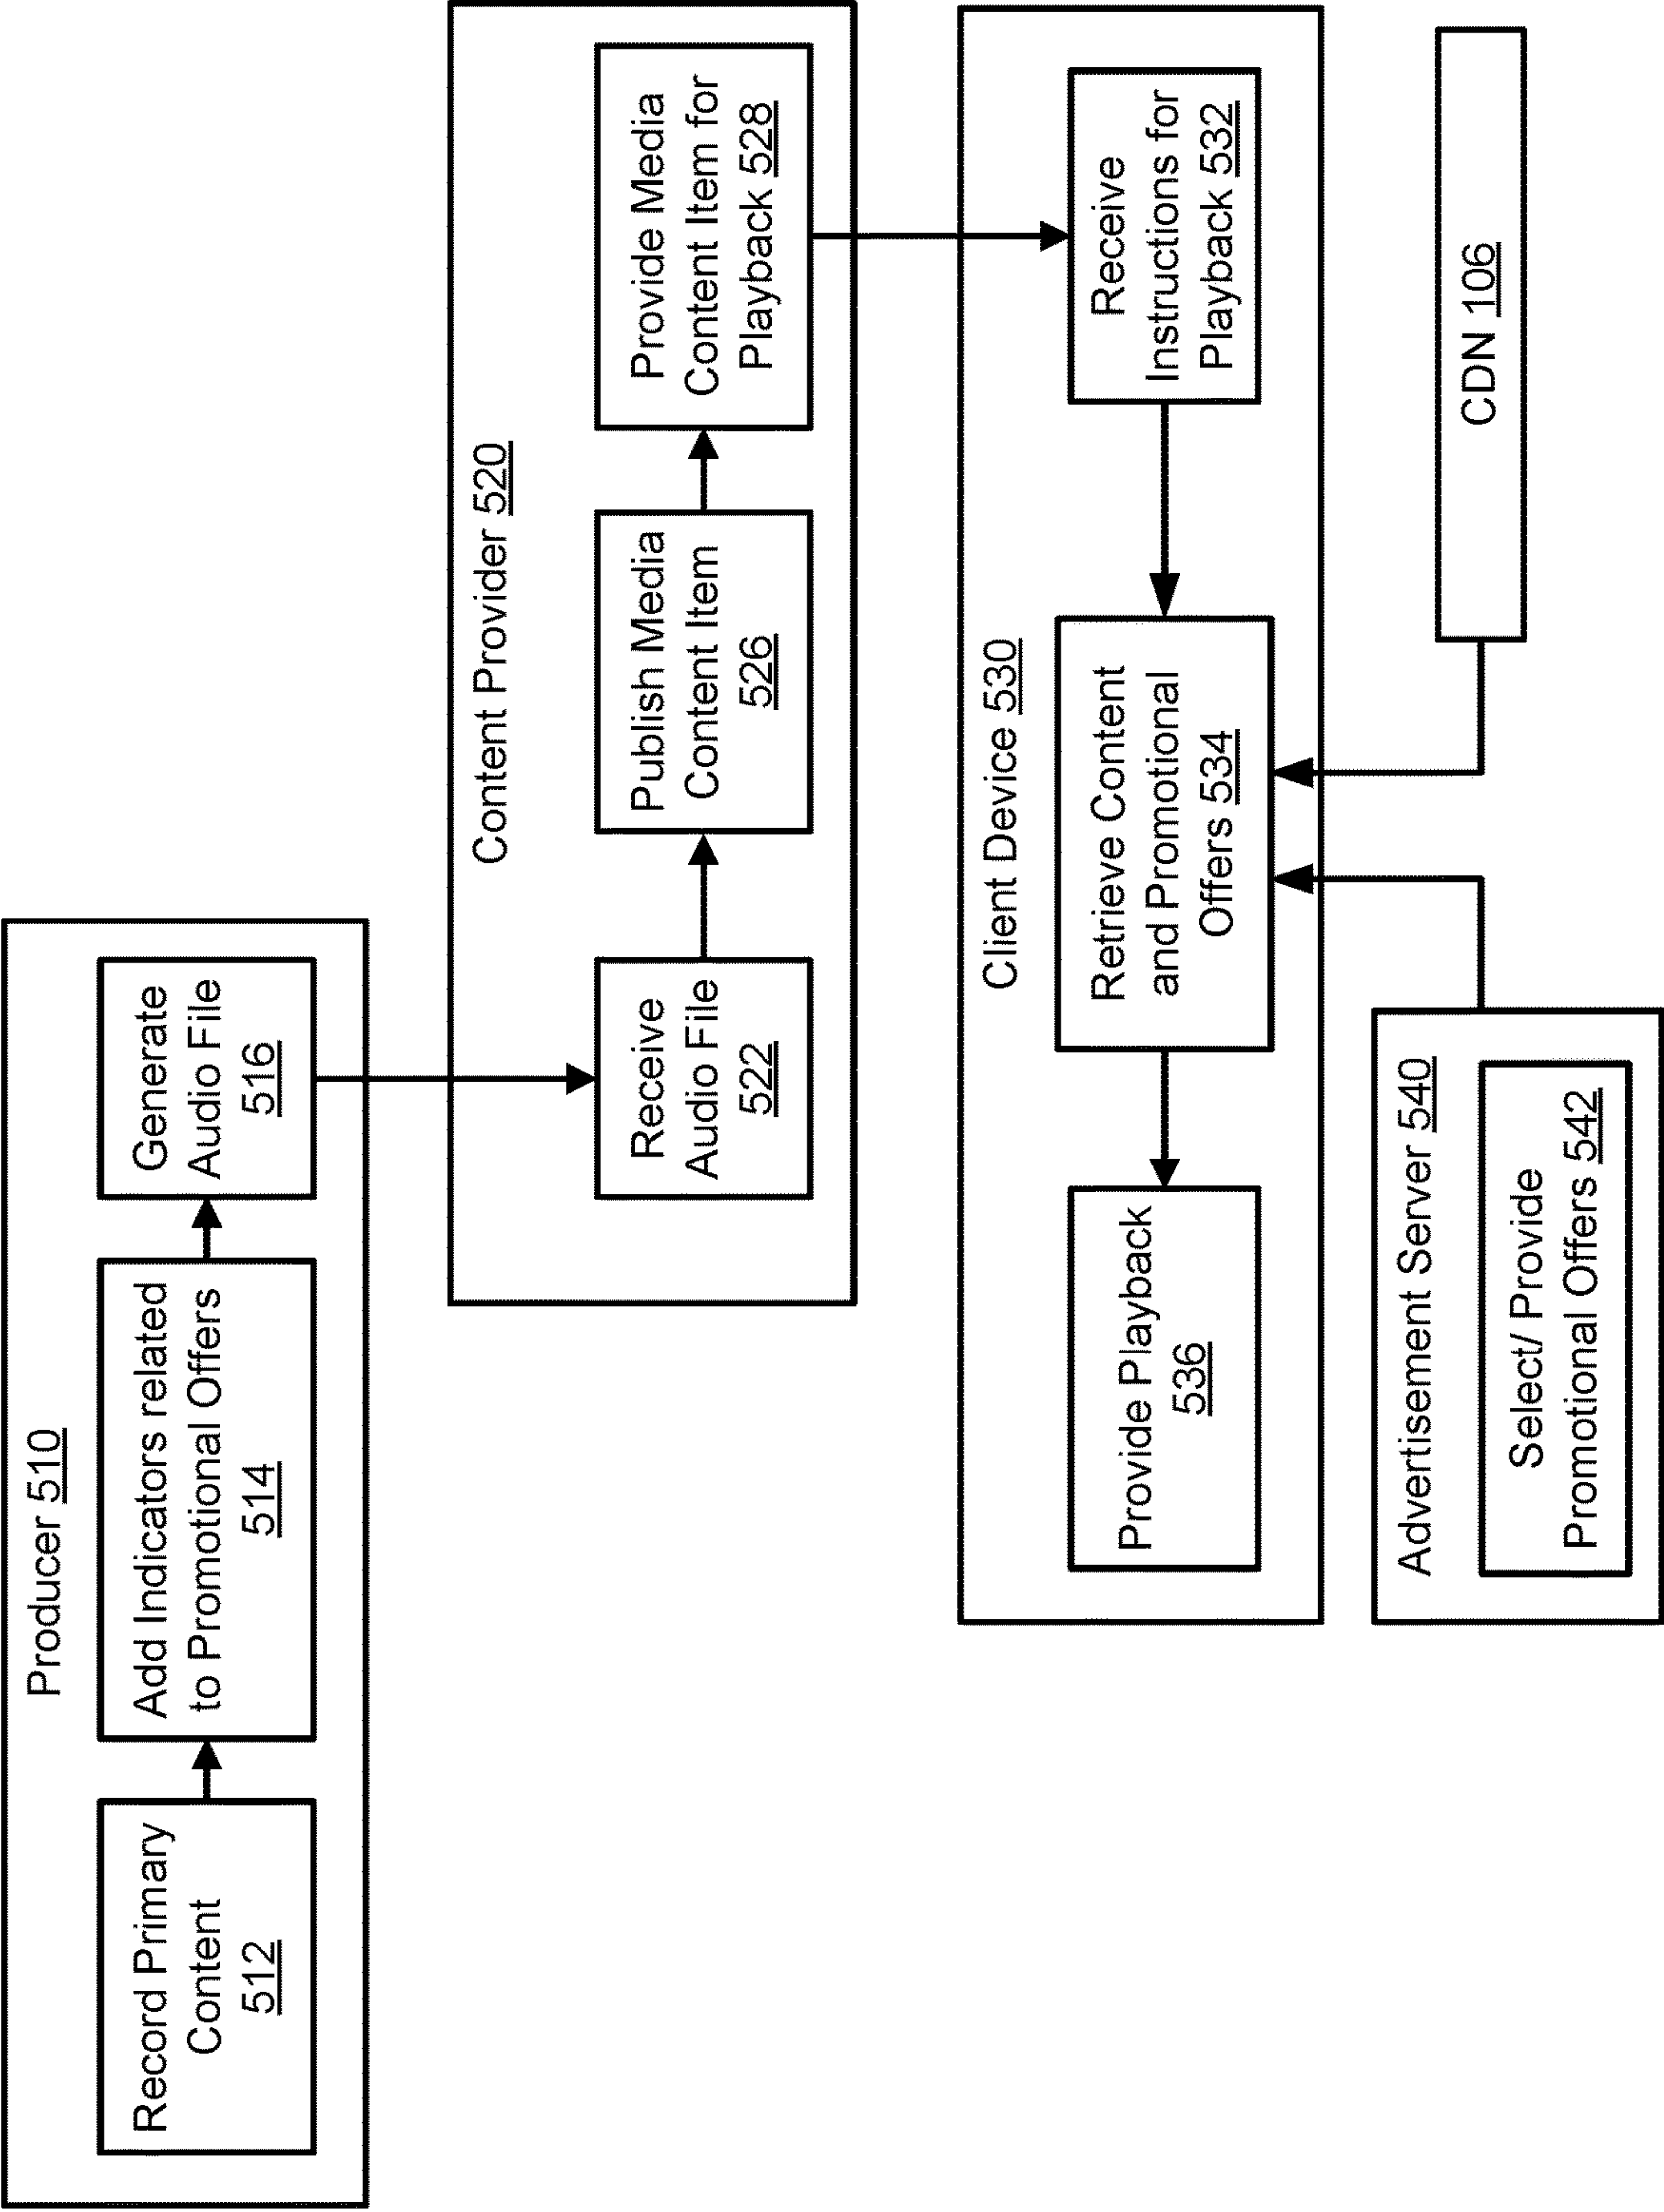 Producer 510
Record Primary
Content
512
Add Indicators related
to Promotional Offers
514
Generate
Audio File
516
Content Provider 520
Receive
Audio File
522
Publish Media
Content Item
526
Provide Media
Content Item for
Playback 528
Client Device 530
Provide Playback
536
Retrieve Content
and Promotional
Offers 534
Receive
Instructions for
Playback 532
Advertisement Server 540
Select/ Provide
Promotional Offers 542
CDN 106